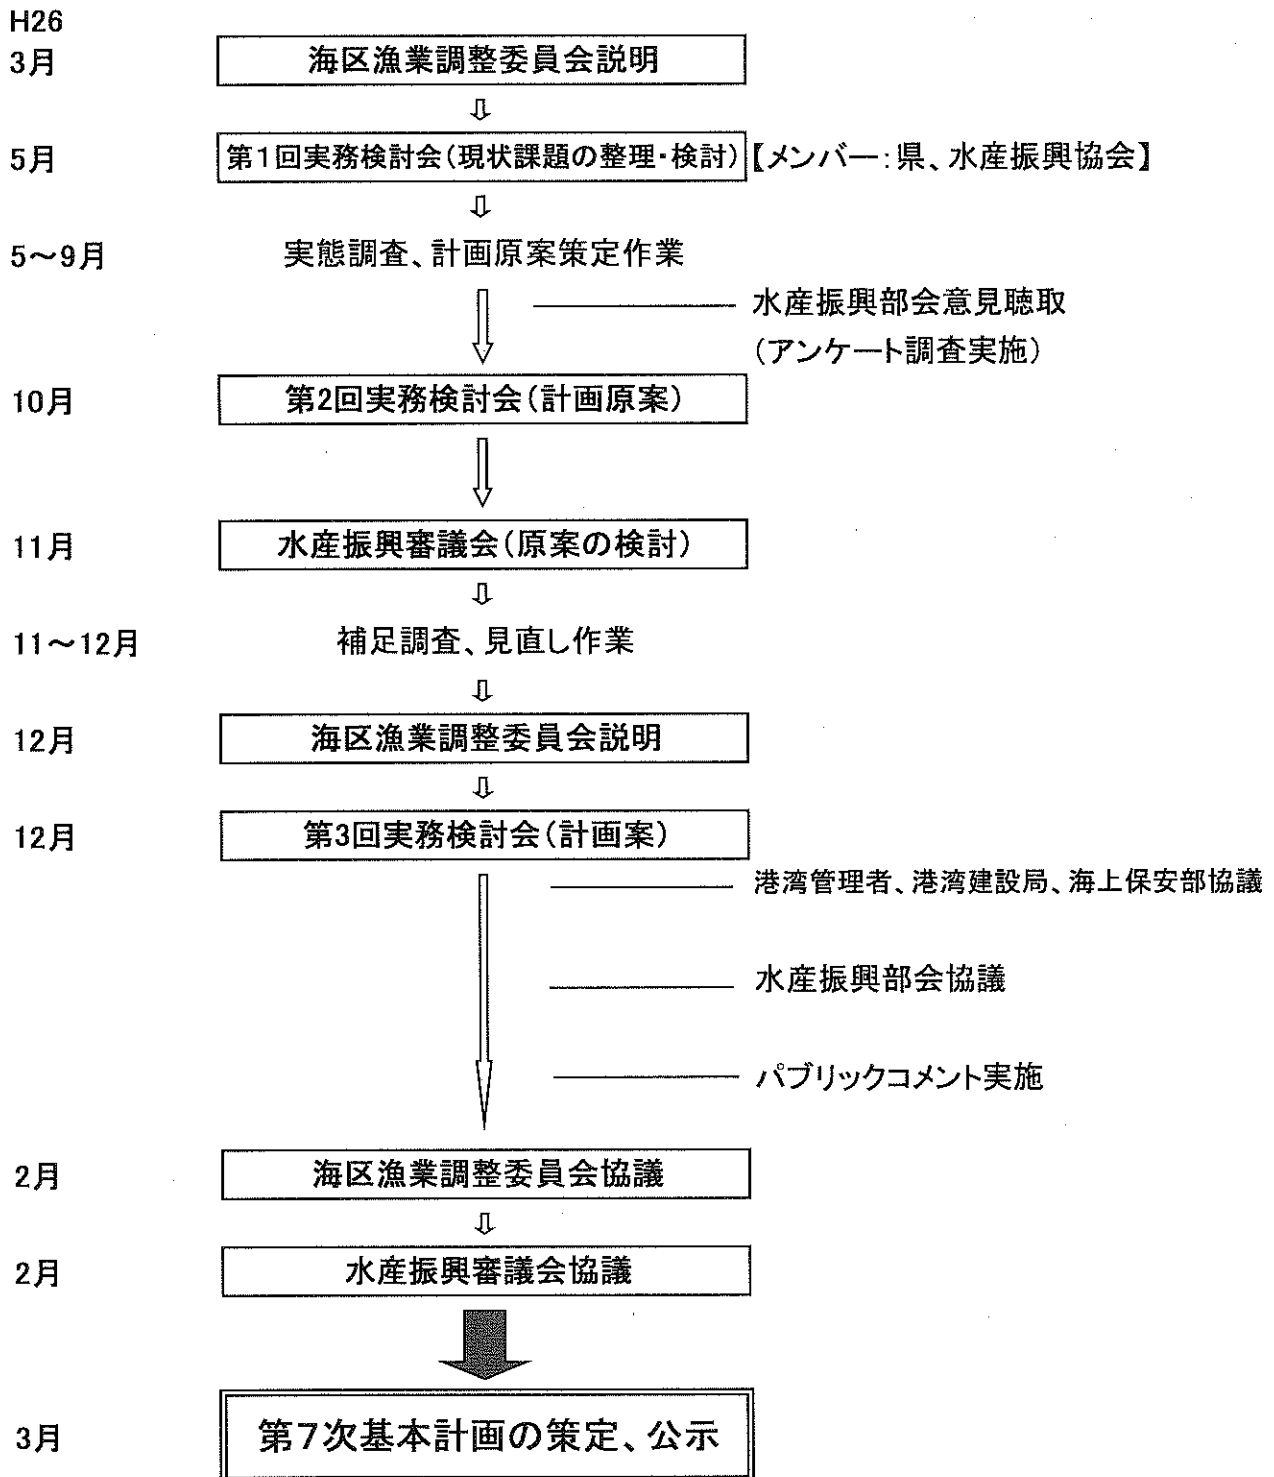 H26
3月 海区漁業調整委員会説明
5月 第1回実務検討会(現状課題の整理・検討)【メンバー:県、水産振興協会】
5~9月 実態調査、計画原案策定作業
水産振興部会意見聴取
(アンケート調査実施)
10月 第2回実務検討会(計画原案)
11月 水産振興審議会(原案の検討)
11~12月 補足調査、見直し作業
12月 海区漁業調整委員会説明
12月 第3回実務検討会(計画案)
港湾管理者、港湾建設局、海上保安部協議
水産振興部会協議
パブリックコメント実施
2月 海区漁業調整委員会協議
2月 水産振興審議会協議
3月 第7次基本計画の策定、公示